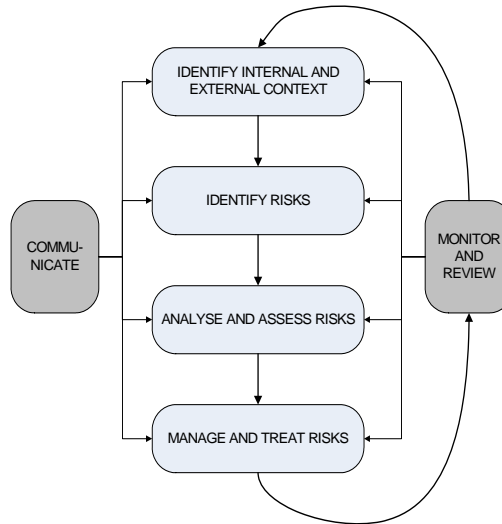 IDENTIFY INTERNAL AND
EXTERNAL CONTEXT
IDENTIFY RISKS
COMMU-
NICATE
MONITOR
AND
REVIEW
ANALYSE AND ASSESS RISKS
MANAGE AND TREAT RISKS